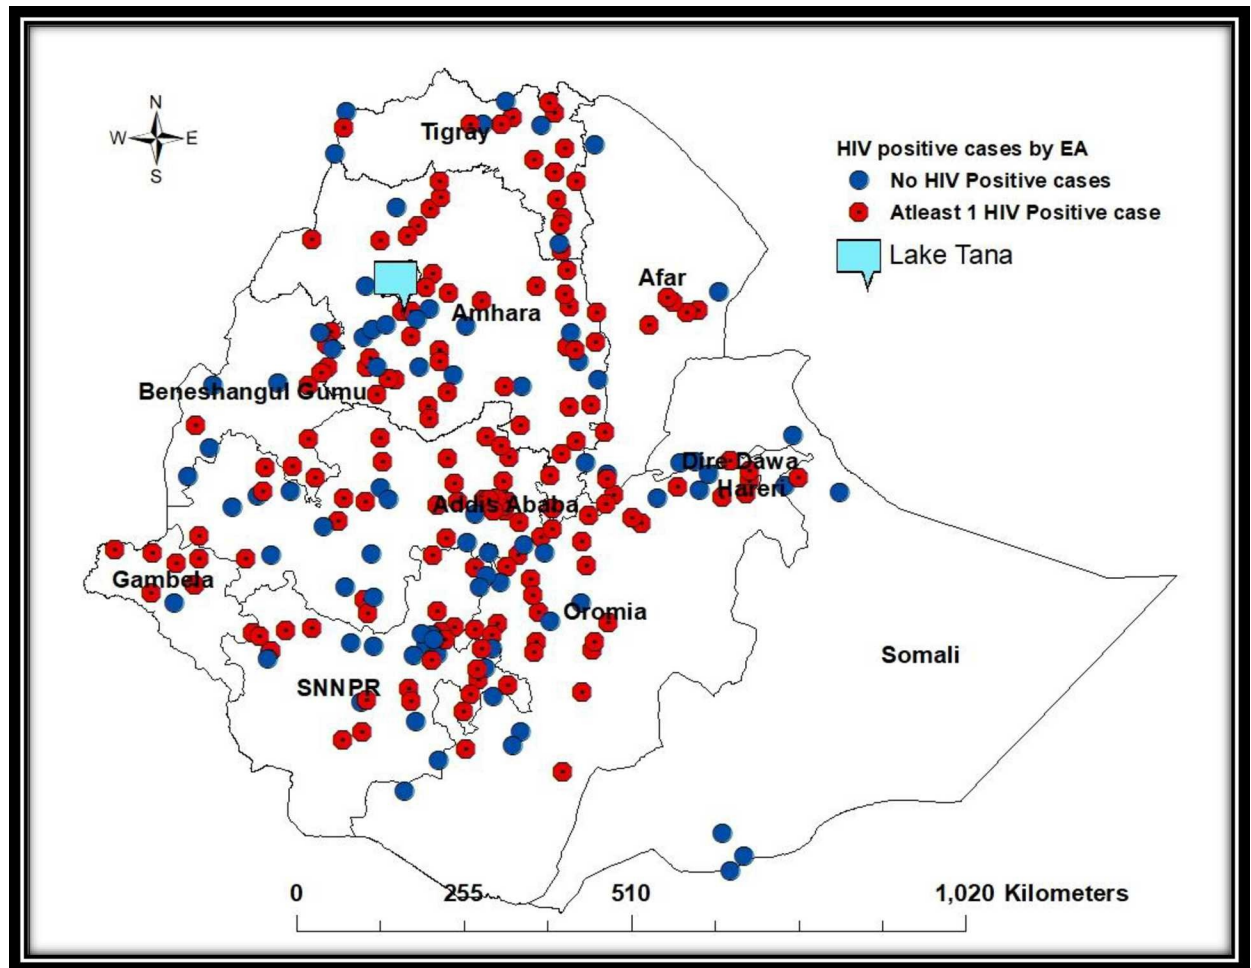 N
W E
S
Tigray
HIV positive cases by EA
No HIV Positive cases
Atleast 1 HIV Positive case
Lake Tana
Afar
Amhara
Beneshangul Gumu
Dire Dawa
Hareri
Addis Ababa
Gambela
Oromia
Somali
SNNPR
0 255 510 1,020 Kilometers